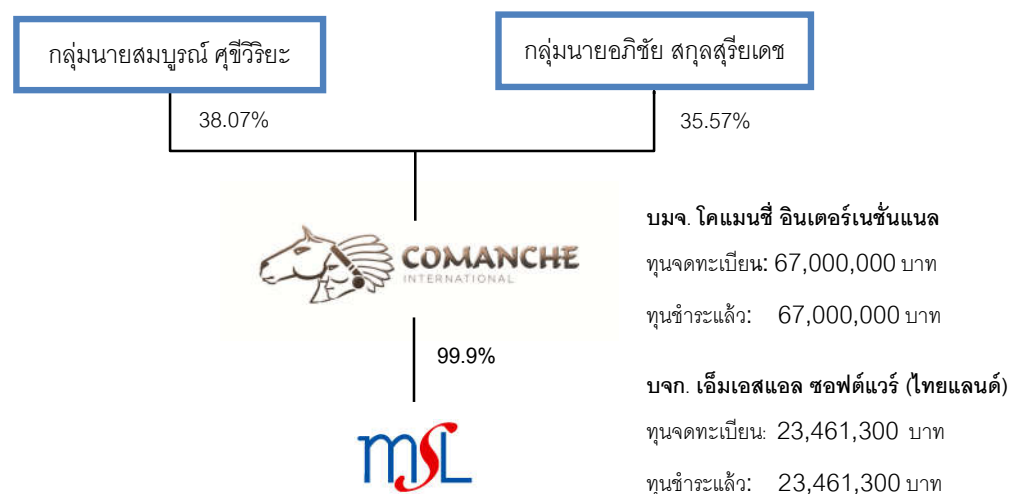 กลุ่มนายสมบูรณ์ ศุขีวิริยะ
กลุ่มนายอภิชัย สกุลสุรียเดช
38.07%
35.57%
COMANCHE
INTERNATIONAL
บมจ. โคแมนชี่ อินเตอร์เนชั่นแนล
ทุนจดทะเบียน: 67,000,000 บาท
ทุนชำระแล้ว: 67,000,000 บาท
99.9%
บจก. เอ็มเอสแอล ซอฟต์แวร์ (ไทยแลนด์)
mSL
ทุนจดทะเบียน: 23,461,300 บาท
ทุนชำระแล้ว: 23,461,300 บาท